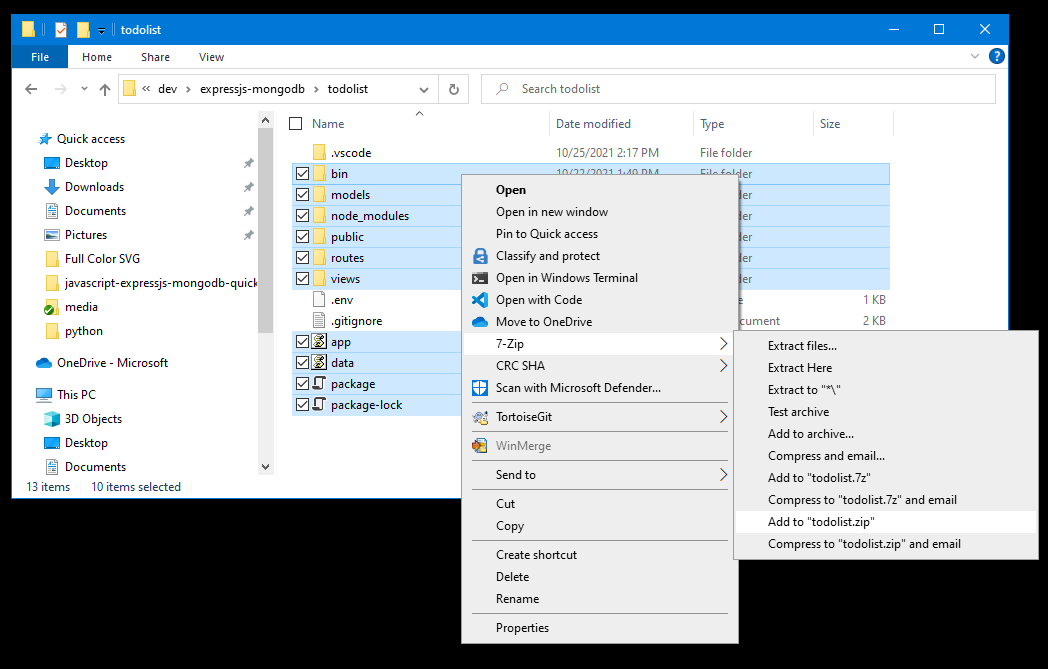 todolist
File Home Share View
« dev › expressjs-mongodb › todolist
Search todolist
Quick access
Desktop
Downloads
Documents
Pictures
Full Color SVG
javascript-expressjs-mongodb-quick
media
python
OneDrive - Microsoft
This PC
3D Objects
Desktop
Documents
Name Date modified Type Size
.vscode 10/25/2021 2:17 PM File folder
bin 10/22/2021 1:49 PM File folder
models
node_modules
public
routes
views
.env 1 KB
.gitignore 2 KB
app
data
package
package-lock
13 items 10 items selected
Open
Open in new window
Pin to Quick access
Classify and protect
Open in Windows Terminal
Open with Code
Move to OneDrive
7-Zip
CRC SHA
Scan with Microsoft Defender...
TortoiseGit
WinMerge
Send to
Cut
Copy
Create shortcut
Delete
Rename
Properties
Extract files...
Extract Here
Extract to "*\"
Test archive
Add to archive...
Compress and email...
Add to "todolist.7z"
Compress to "todolist.7z" and email
Add to "todolist.zip"
Compress to "todolist.zip" and email